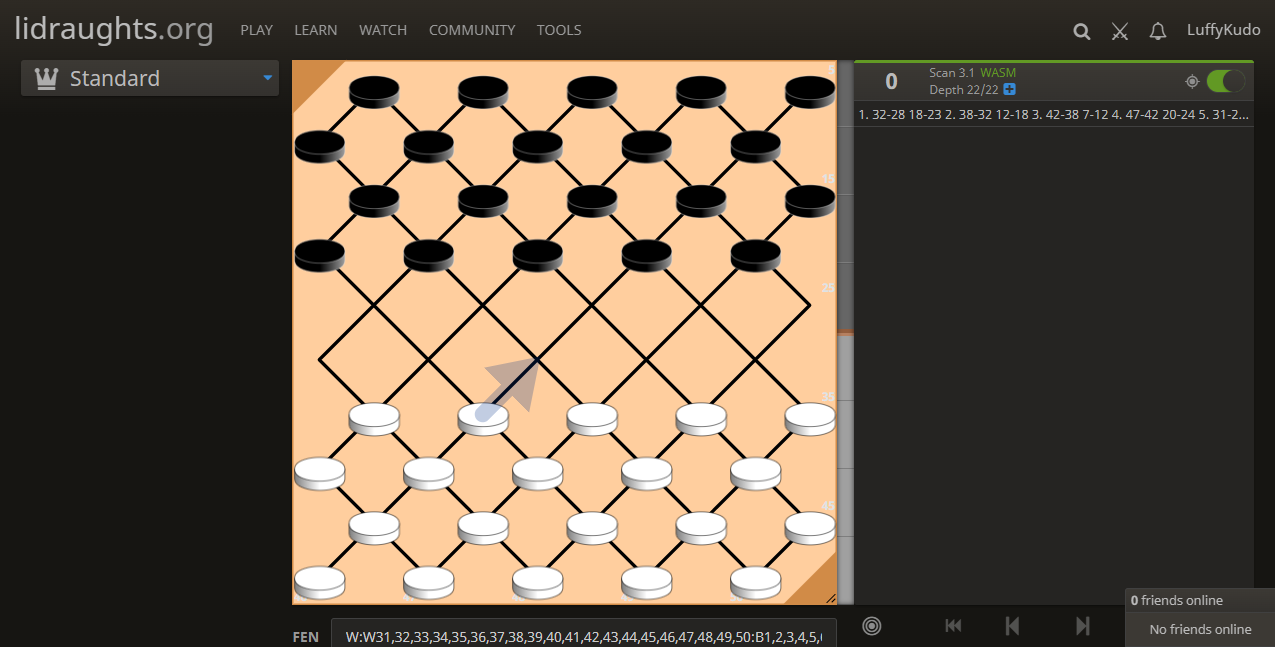 lidraughts.org PLAY LEARN WATCH COMMUNITY TOOLS LuffyKudo
Standard
5
15
25
35
45
0
Scan 3.1 WASM
Depth 22/22
1. 32-28 18-23 2. 38-32 12-18 3. 42-38 7-12 4. 47-42 20-24 5. 31-2...
FEN W:W31,32,33,34,35,36,37,38,39,40,41,42,43,44,45,46,47,48,49,50:B1,2,3,4,5,
0 friends online
No friends online